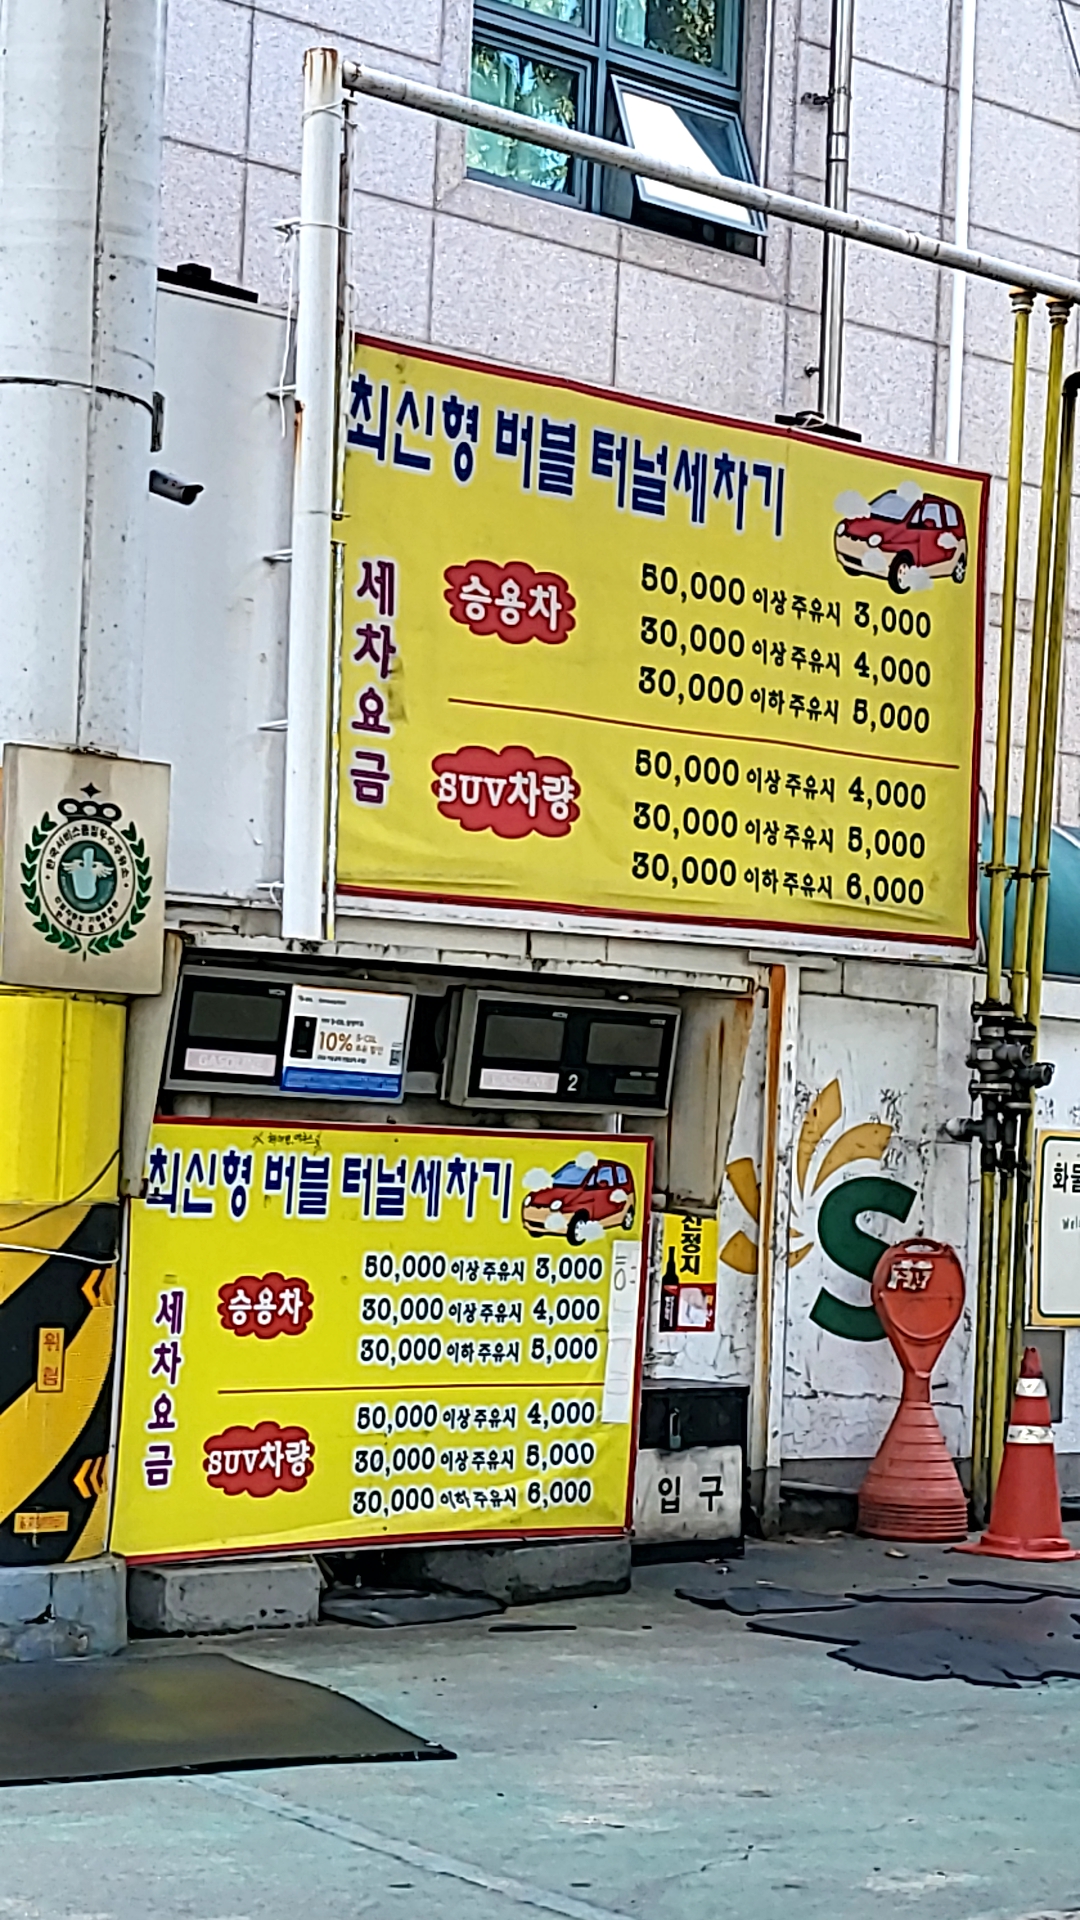 최신형 버블 터널세차기
세차요금
승용차
50,000 이상 주유시 3,000
30,000 이상 주유시 4,000
30,000 이하 주유시 5,000
SUV차량
50,000 이상 주유시 4,000
30,000 이상 주유시 5,000
30,000 이하 주유시 6,000
10% S-OIL
GASOLINE
2
최신형 버블 터널세차기
세차요금
승용차
50,000 이상 주유시 3,000
30,000 이상 주유시 4,000
30,000 이하 주유시 5,000
SUV차량
50,000 이상 주유시 4,000
30,000 이상 주유시 5,000
30,000 이하 주유시 6,000
위험
입구
S